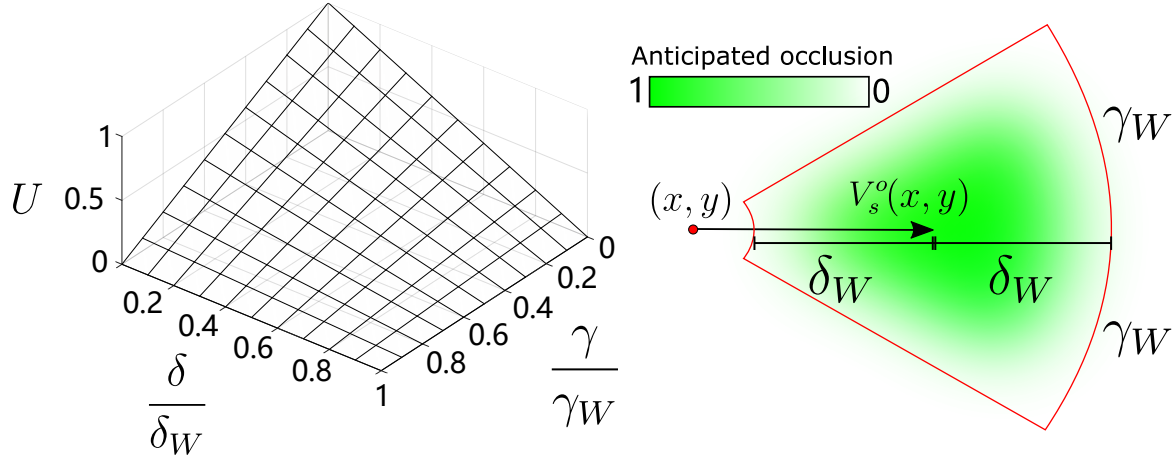 1
0.5
0
U
0.2
0.4
0.6
0.8
1
δ
δ_W
0
0.2
0.4
0.6
0.8
γ
γ_W
Anticipated occlusion
1 0
(x, y)
V_s^o(x, y)
δ_W δ_W
γ_W
γ_W